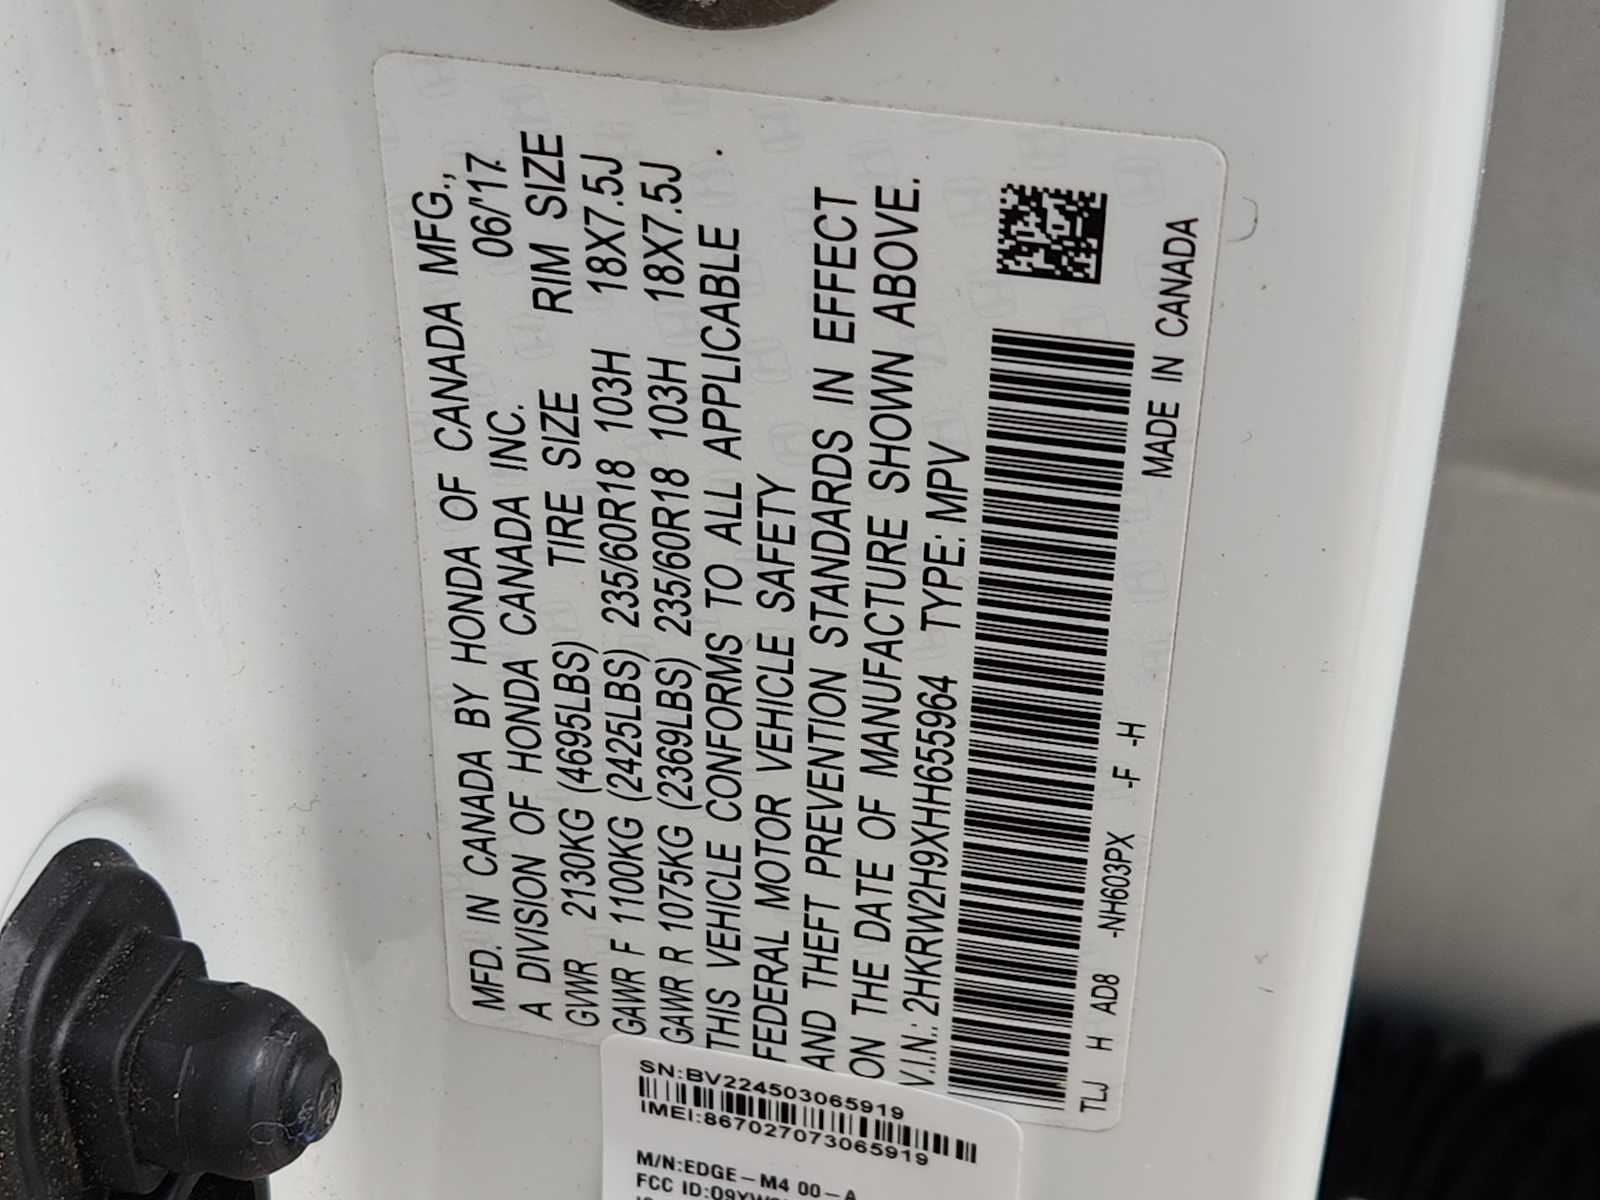 MFD. IN CANADA BY HONDA OF CANADA MFG.,
A DIVISION OF HONDA CANADA INC. 06/'17
GVWR 2130KG (4695LBS) TIRE SIZE RIM SIZE
GAWR F 1100KG (2425LBS) 235/60R18 103H 18X7.5J
GAWR R 1075KG (2369LBS) 235/60R18 103H 18X7.5J
THIS VEHICLE CONFORMS TO ALL APPLICABLE
FEDERAL MOTOR VEHICLE SAFETY
AND THEFT PREVENTION STANDARDS IN EFFECT
ON THE DATE OF MANUFACTURE SHOWN ABOVE.
V.I.N.: 2HKRW2H9XHH655964 TYPE: MPV
TLJ H AD8 -NH603PX -F -H
MADE IN CANADA
SN:BV224503065919
IMEI:867027073065919
M/N:EDGE-M4 00-A
FCC ID: